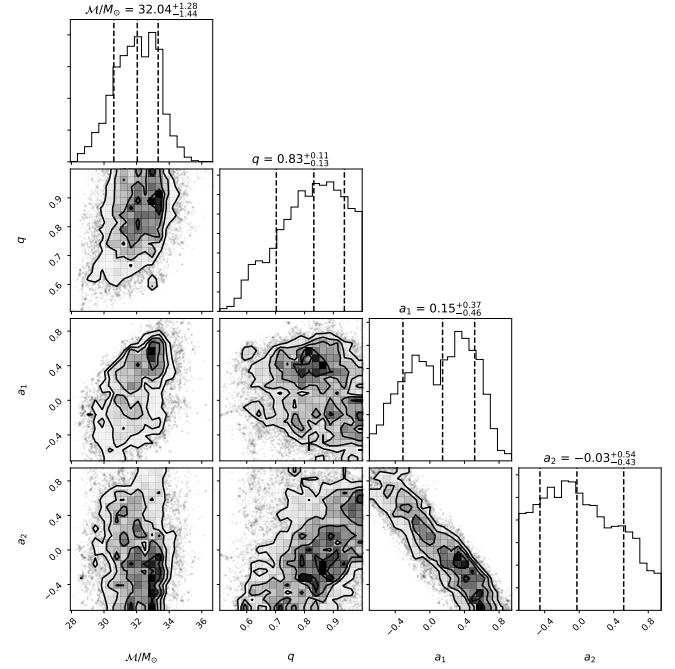 ℳ/M⊙ = 32.04+1.28−1.44
q = 0.83+0.11−0.13
0.9
0.8
0.7
0.6
q
a1 = 0.15+0.37−0.46
0.8
0.4
0.0
−0.4
a1
a2 = −0.03+0.54−0.43
0.8
0.4
0.0
−0.4
a2
28 30 32 34 36 0.6 0.7 0.8 0.9 −0.4 0.0 0.4 0.8 −0.4 0.0 0.4 0.8
ℳ/M⊙ q a1 a2